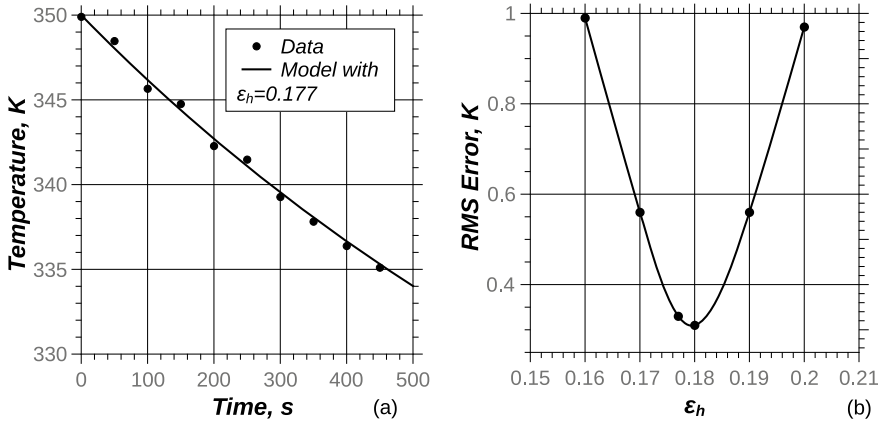 350
345
340
335
330
0 100 200 300 400 500
Temperature, K
Time, s
(a)
Data
Model with
εh=0.177
1
0.8
0.6
0.4
0.15 0.16 0.17 0.18 0.19 0.2 0.21
RMS Error, K
εh
(b)